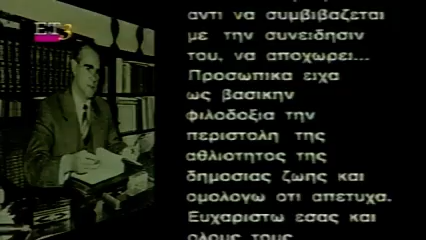 ET3
αντι να συμβιβαζεται
με την συνειδησιν
του, να αποχωρει...
Προσωπικα ειχα
ως βασικην
φιλοδοξια την
περιστολη της
αθλιοτητος της
δημοσιας ζωης και
ομολογω οτι απετυχα.
Ευχαριστω εσας και
ολους τους